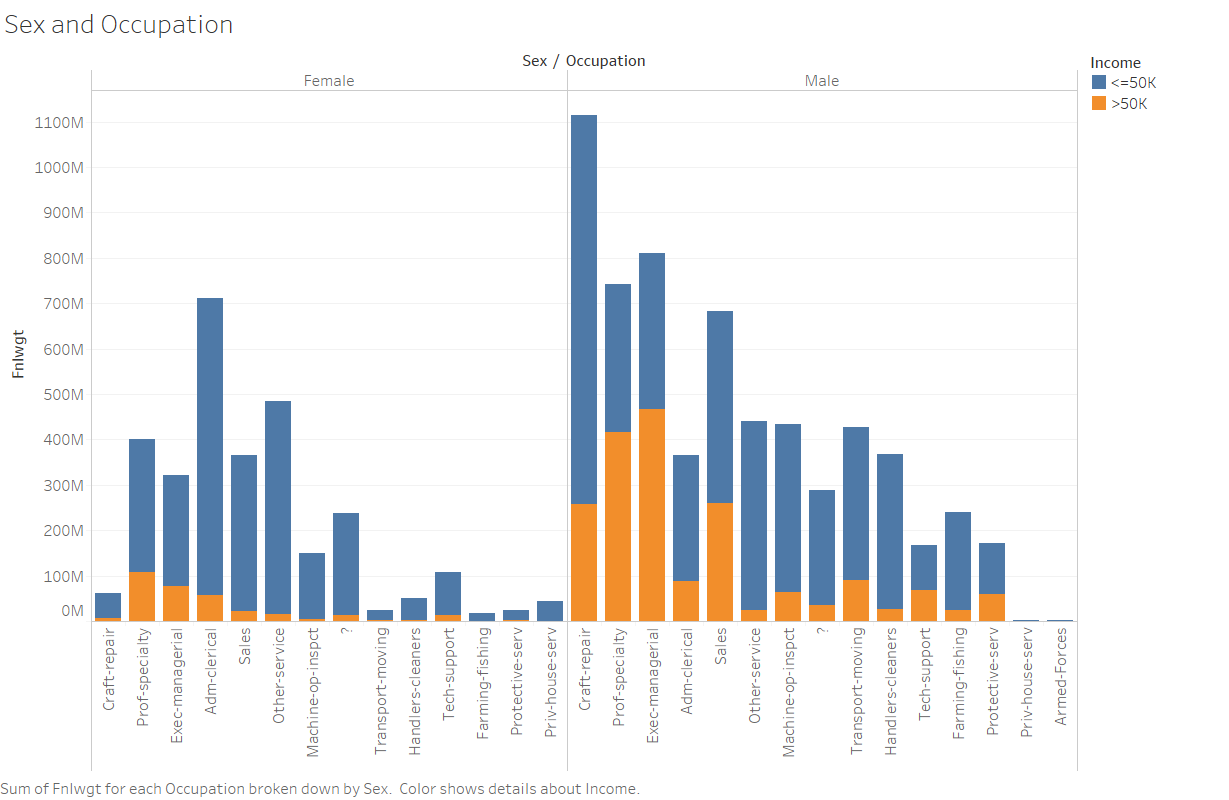 Sex and Occupation
Sex / Occupation
Female
Male
Income
<=50K
>50K
Fnlwgt
1100M
1000M
900M
800M
700M
600M
500M
400M
300M
200M
100M
0M
Craft-repair
Prof-specialty
Exec-managerial
Adm-clerical
Sales
Other-service
Machine-op-inspct
?
Transport-moving
Handlers-cleaners
Tech-support
Farming-fishing
Protective-serv
Priv-house-serv
Craft-repair
Prof-specialty
Exec-managerial
Adm-clerical
Sales
Other-service
Machine-op-inspct
?
Transport-moving
Handlers-cleaners
Tech-support
Farming-fishing
Protective-serv
Priv-house-serv
Armed-Forces
Sum of Fnlwgt for each Occupation broken down by Sex.  Color shows details about Income.